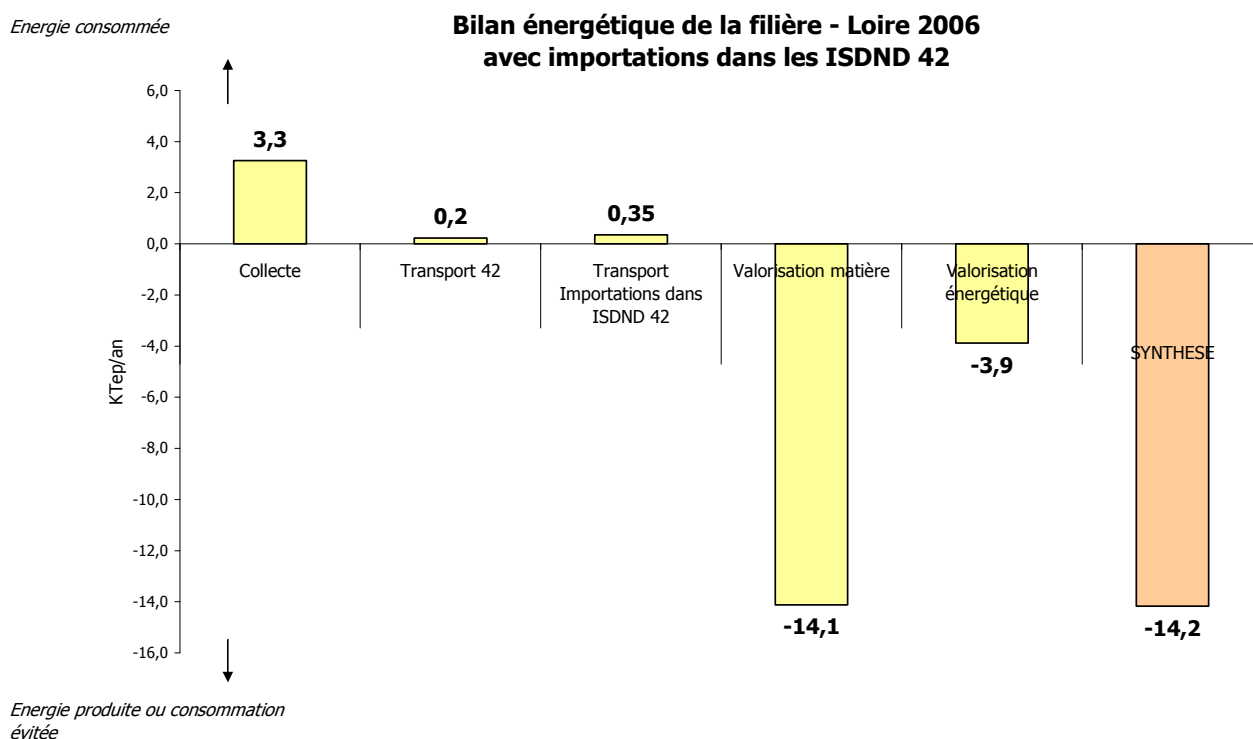 Energie consommée
Bilan énergétique de la filière - Loire 2006
avec importations dans les ISDND 42
KTep/an
6,0
4,0
2,0
0,0
-2,0
-4,0
-6,0
-8,0
-10,0
-12,0
-14,0
-16,0
3,3
0,2
0,35
-14,1
-3,9
-14,2
Collecte
Transport 42
Transport
Importations dans
ISDND 42
Valorisation matière
Valorisation
énergétique
SYNTHESE
Energie produite ou consommation
évitée